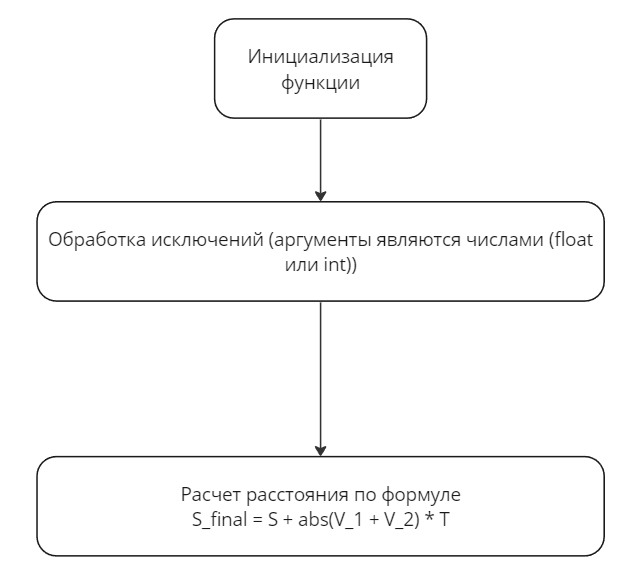 Инициализация
функции
Обработка исключений (аргументы являются числами (float
или int))
Расчет расстояния по формуле
S_final = S + abs(V_1 + V_2) * T